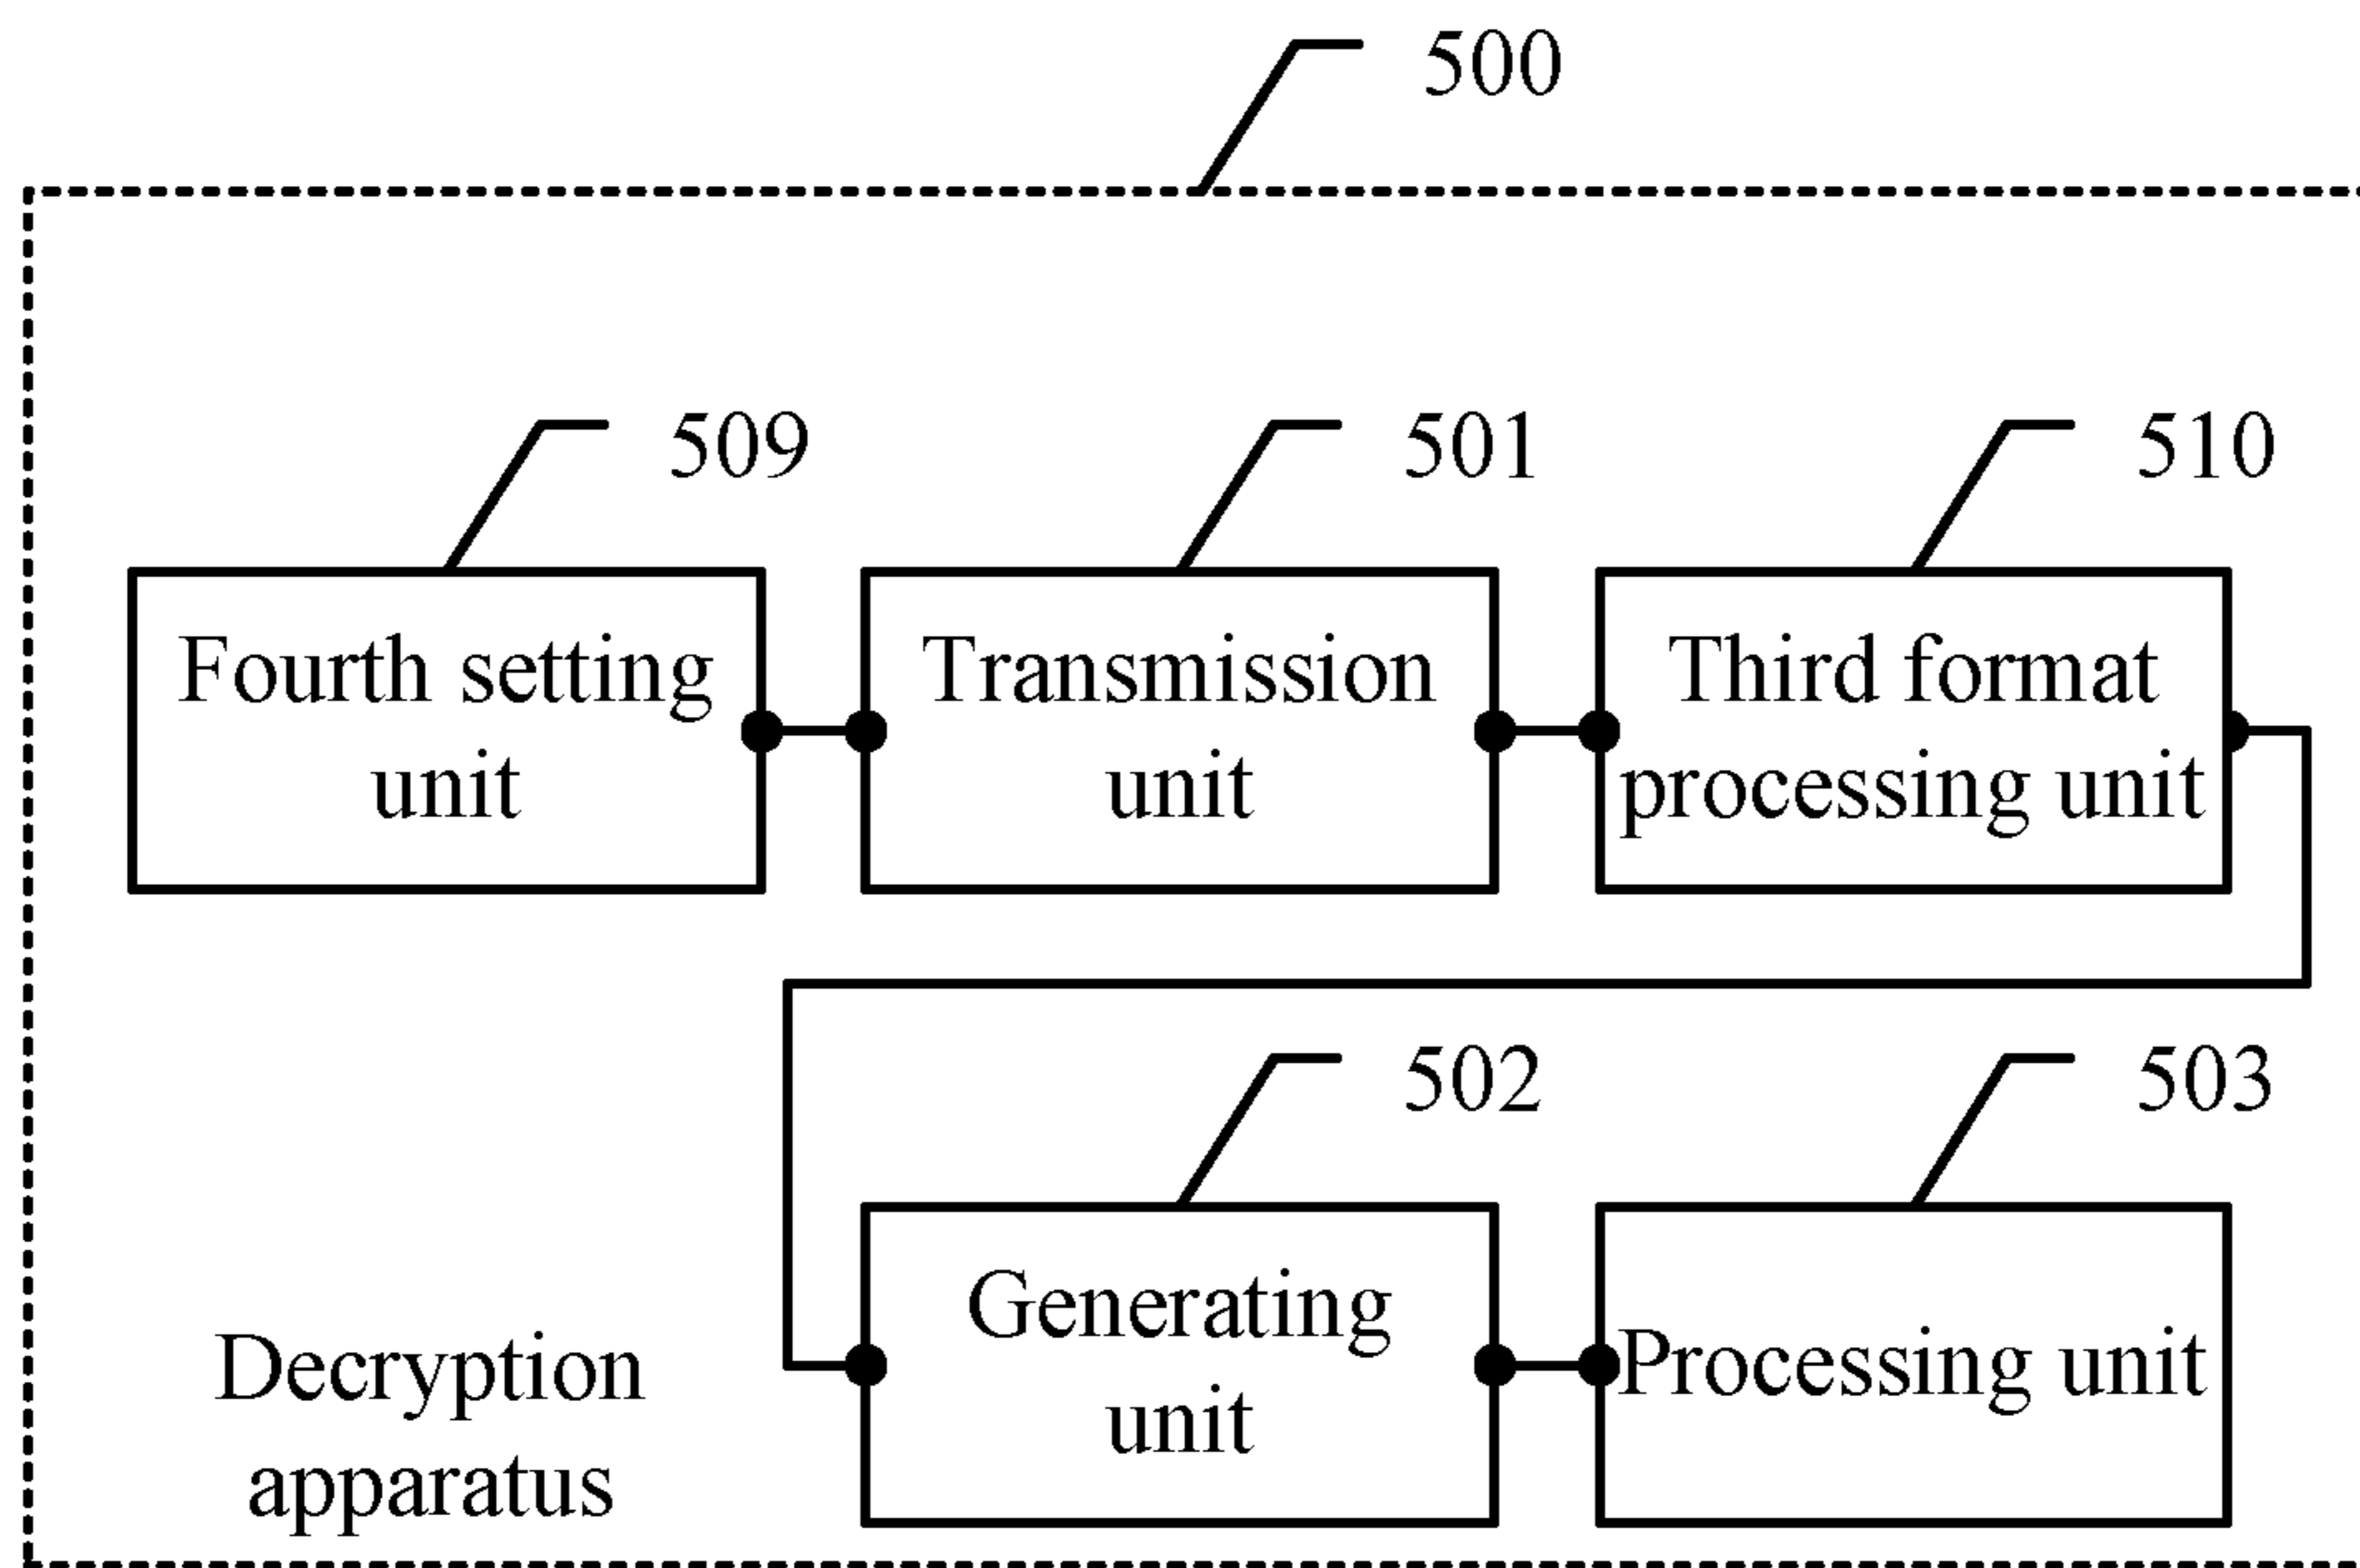 500
509
501
510
Fourth setting
unit
Transmission
unit
Third format
processing unit
502
503
Generating
unit
Processing unit
Decryption
apparatus